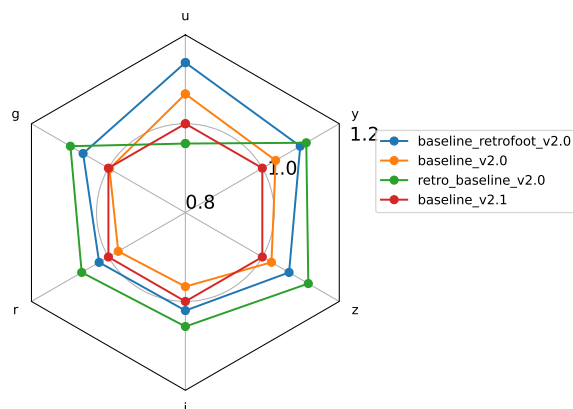 u
g
y
1.2
baseline_retrofoot_v2.0
baseline_v2.0
retro_baseline_v2.0
baseline_v2.1
1.0
0.8
r
z
i